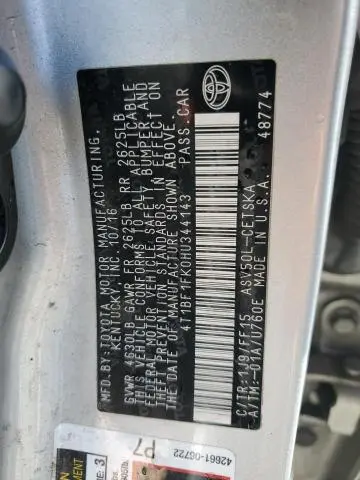 MFD.BY:TOYOTA MOTOR MANUFACTURING,
KENTUCKY, INC. 10/16
GVWR 4630LB GAWR FR 2625LB RR 2625LB
THIS VEHICLE CONFORMS TO ALL APPLICABLE
FEDERAL MOTOR VEHICLE SAFETY, BUMPER, AND
THEFT PREVENTION STANDARDS IN EFFECT ON
THE DATE OF MANUFACTURE SHOWN ABOVE.
4T1BF1FK0HU344143 PASS.CAR
C/TR:1J9/FF15 ASV50L-CETSKA
A/TM:-01A/U760E MADE IN U.S.A. 48774
42661-06722
P7